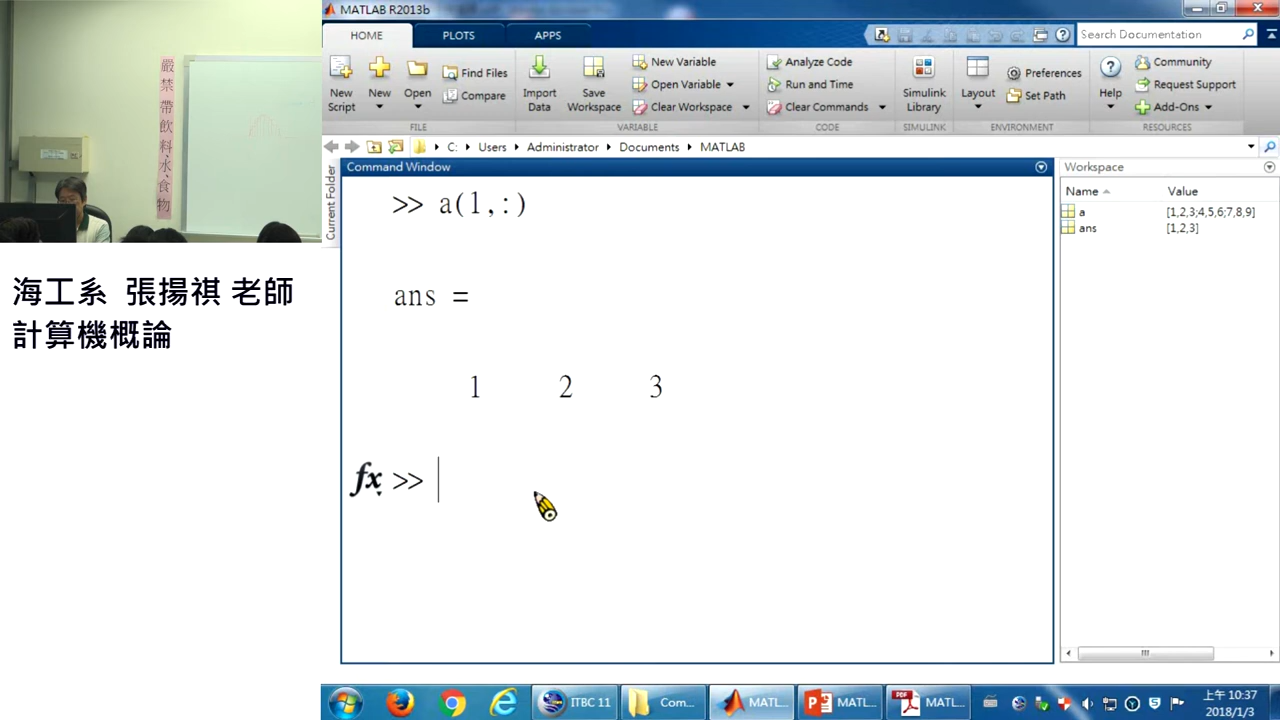 嚴禁帶飲料、水、食物
海工系 張揚祺 老師
計算機概論
MATLAB R2013b
HOME PLOTS APPS
Search Documentation
New Script
New
Open
Find Files
Compare
FILE
Import Data
Save Workspace
New Variable
Open Variable
Clear Workspace
VARIABLE
Analyze Code
Run and Time
Clear Commands
CODE
Simulink Library
SIMULINK
Layout
Preferences
Set Path
ENVIRONMENT
Help
Community
Request Support
Add-Ons
RESOURCES
C: Users Administrator Documents MATLAB
Current Folder
Command Window
>> a(1,:)
ans =
1 2 3
fx >>
Workspace
Name Value
a [1,2,3;4,5,6;7,8,9]
ans [1,2,3]
ITBC 11 Com... MATL... MATL... MATL...
上午 10:37
2018/1/3